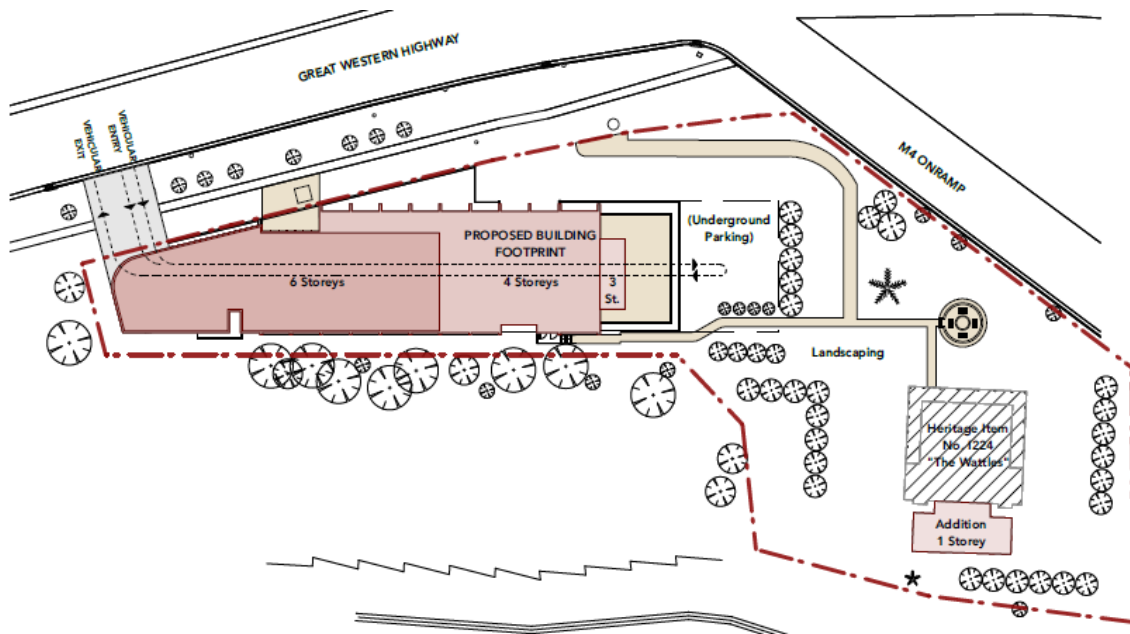 GREAT WESTERN HIGHWAY
VEHICULAR
EXIT
VEHICULAR
ENTRY
M4 ONRAMP
(Underground
Parking)
PROPOSED BUILDING
FOOTPRINT
6 Storeys
4 Storeys
3
St.
Landscaping
Heritage Item
No. 1224
"The Wattles"
Addition
1 Storey